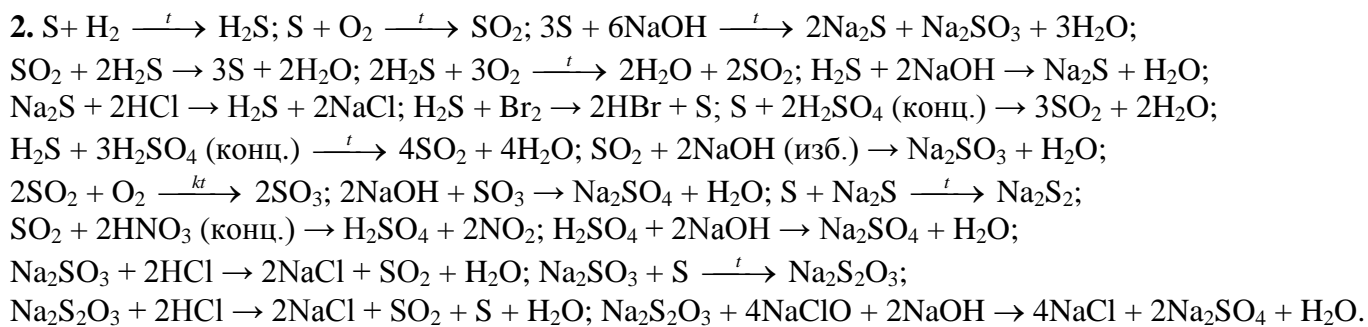 2. S+ H₂ —t→ H₂S; S + O₂ —t→ SO₂; 3S + 6NaOH —t→ 2Na₂S + Na₂SO₃ + 3H₂O;
SO₂ + 2H₂S → 3S + 2H₂O; 2H₂S + 3O₂ —t→ 2H₂O + 2SO₂; H₂S + 2NaOH → Na₂S + H₂O;
Na₂S + 2HCl → H₂S + 2NaCl; H₂S + Br₂ → 2HBr + S; S + 2H₂SO₄ (конц.) → 3SO₂ + 2H₂O;
H₂S + 3H₂SO₄ (конц.) —t→ 4SO₂ + 4H₂O; SO₂ + 2NaOH (изб.) → Na₂SO₃ + H₂O;
2SO₂ + O₂ —kt→ 2SO₃; 2NaOH + SO₃ → Na₂SO₄ + H₂O; S + Na₂S —t→ Na₂S₂;
SO₂ + 2HNO₃ (конц.) → H₂SO₄ + 2NO₂; H₂SO₄ + 2NaOH → Na₂SO₄ + H₂O;
Na₂SO₃ + 2HCl → 2NaCl + SO₂ + H₂O; Na₂SO₃ + S —t→ Na₂S₂O₃;
Na₂S₂O₃ + 2HCl → 2NaCl + SO₂ + S + H₂O; Na₂S₂O₃ + 4NaClO + 2NaOH → 4NaCl + 2Na₂SO₄ + H₂O.